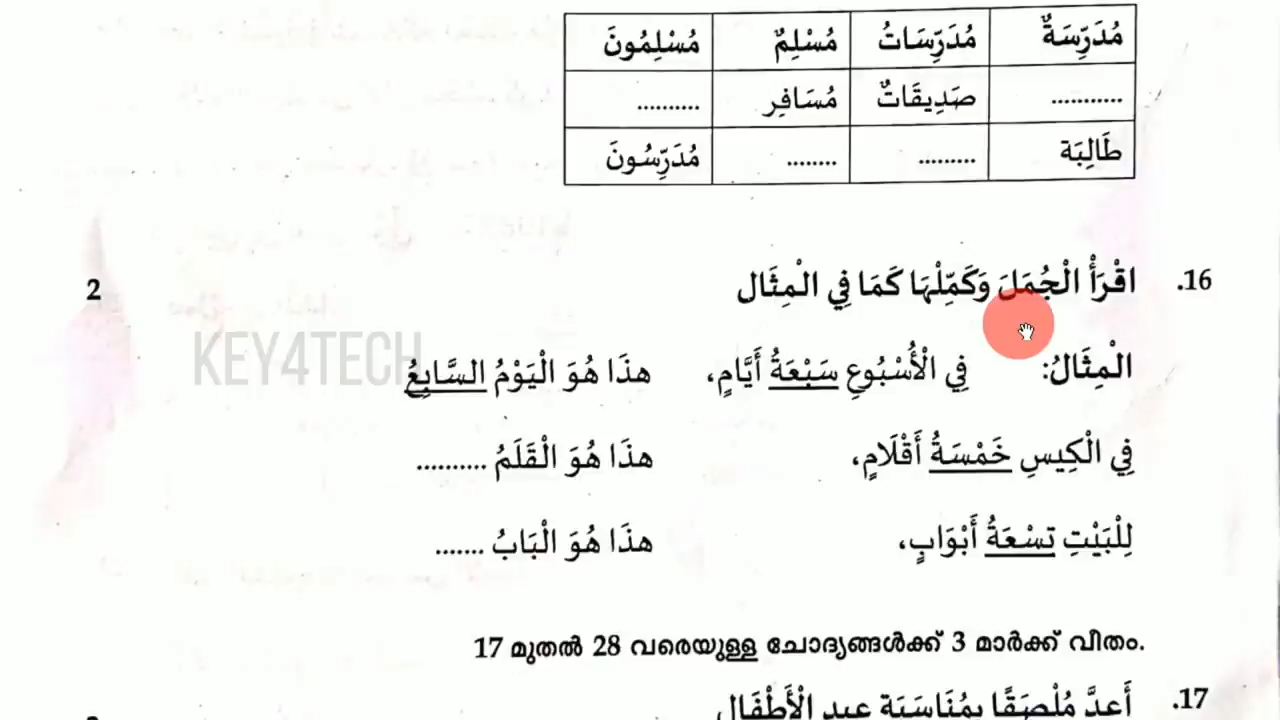 مُدَرِّسَةٌ مُدَرِّسَاتُ مُسْلِمٌ مُسْلِمُونَ
........... صَدِيقَاتٌ مُسَافِر ..........
طَالِبَة ......... ........ مُدَرِّسُونَ
16. اقْرَأْ الْجُمَلَ وَكَمِّلْهَا كَمَا فِي الْمِثَال 2
الْمِثَالُ: فِي الْأُسْبُوعِ سَبْعَةُ أَيَّامٍ، هذَا هُوَ الْيَوْمُ السَّابِعُ
KEY4TECH
فِي الْكِيسِ خَمْسَةُ أَقْلَامٍ، هذَا هُوَ الْقَلَمُ ..........
لِلْبَيْتِ تِسْعَةُ أَبْوَابٍ، هذَا هُوَ الْبَابُ .......
17 മുതൽ 28 വരെയുള്ള ചോദ്യങ്ങൾക്ക് 3 മാർക്ക് വീതം.
17. أَعِدَّ مُلْصَقًا بِمُنَاسَبَة عِيدِ الْأَطْفَال